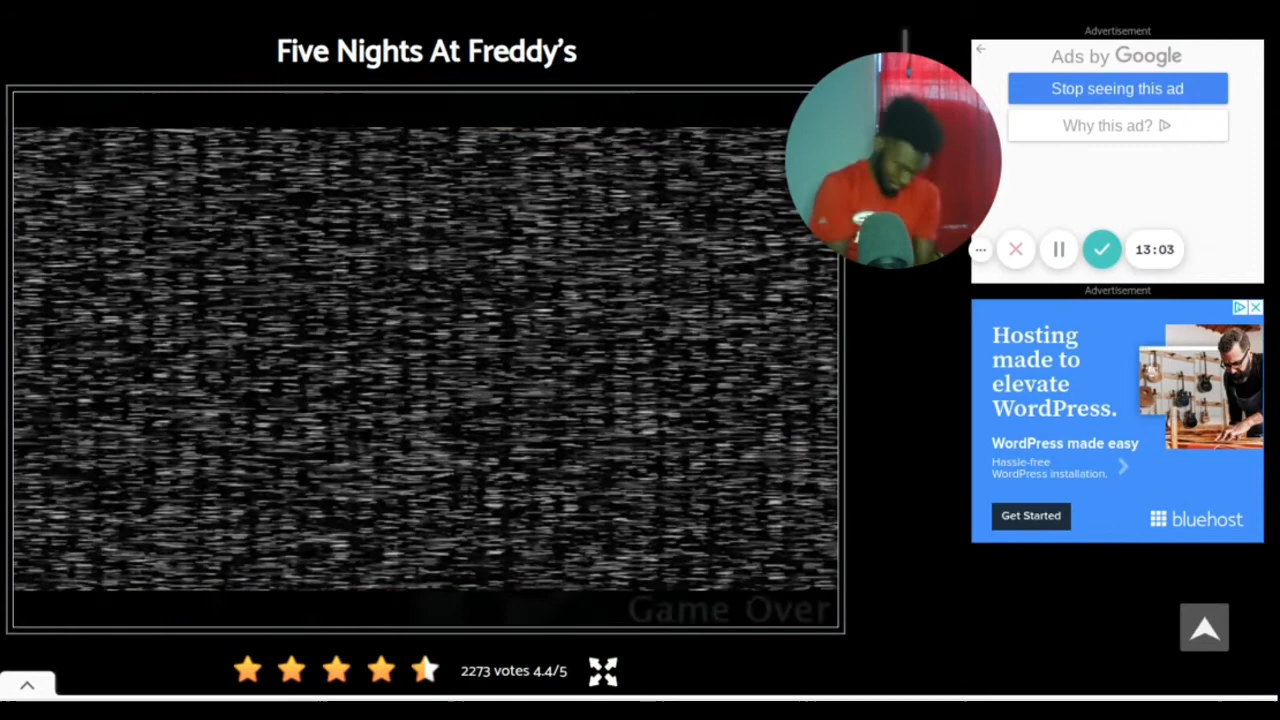 Five Nights At Freddy's
Advertisement
Ads by Google
Stop seeing this ad
Why this ad?
13:03
Advertisement
Hosting
made to
elevate
WordPress.
WordPress made easy
Hassle-free
WordPress installation.
Get Started
bluehost
Game Over
2273 votes 4.4/5